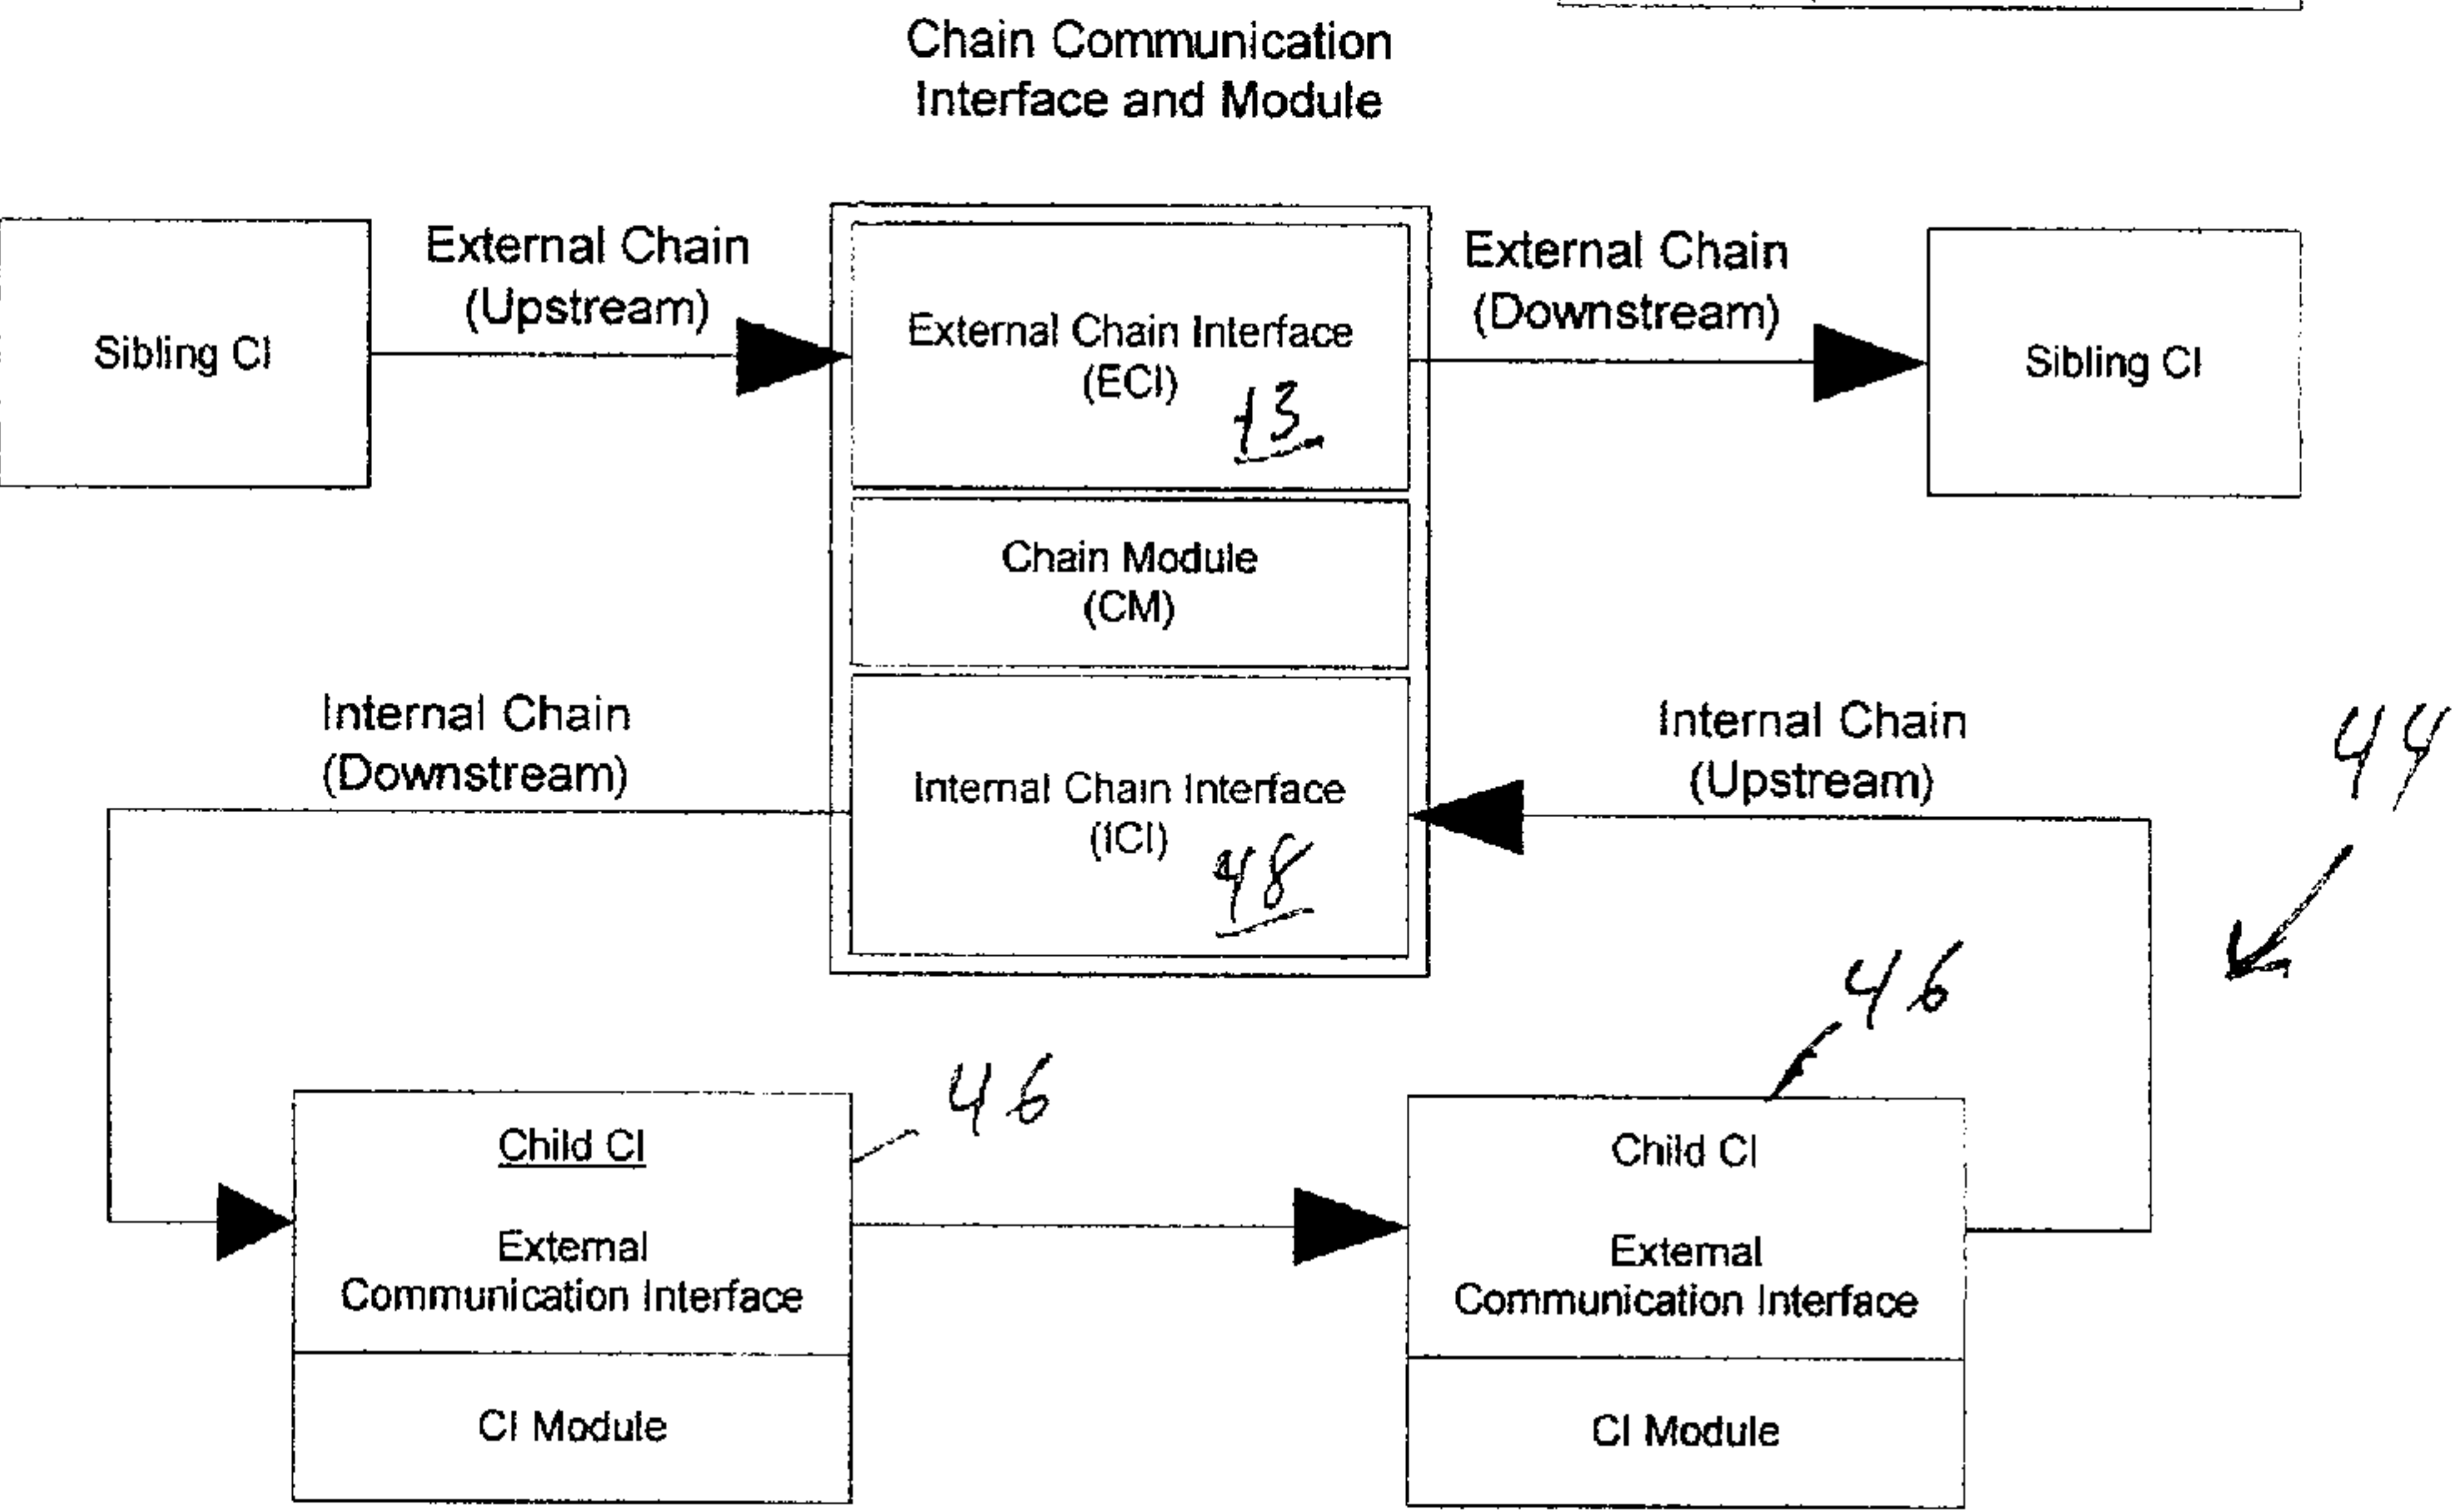 Chain Communication
Interface and Module
External Chain
(Upstream)
External Chain
(Downstream)
Sibling CI
External Chain Interface
(ECI)
13
Sibling CI
Chain Module
(CM)
Internal Chain
(Downstream)
Internal Chain
(Upstream)
44
Internal Chain Interface
(ICI)
48
46
46
Child CI
External
Communication Interface
CI Module
Child CI
External
Communication Interface
CI Module